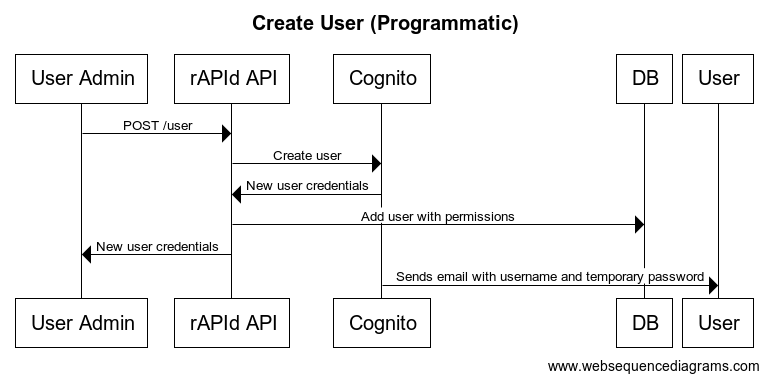 Create User (Programmatic)
User Admin rAPId API Cognito DB User
POST /user
Create user
New user credentials
Add user with permissions
New user credentials
Sends email with username and temporary password
User Admin rAPId API Cognito DB User
www.websequencediagrams.com